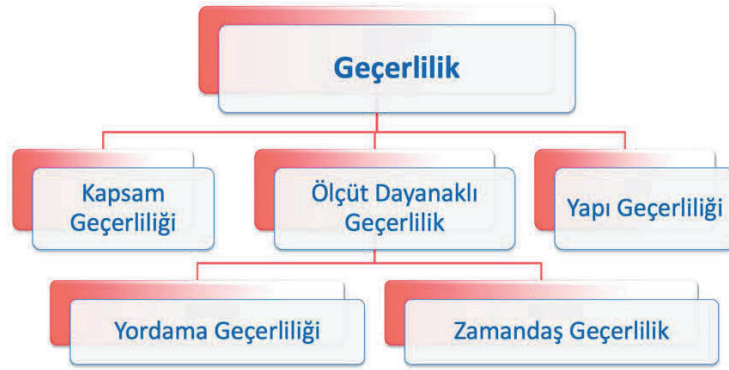 Geçerlilik
Kapsam
Geçerliliği
Ölçüt Dayanaklı
Geçerlilik
Yapı Geçerliliği
Yordama Geçerliliği
Zamandaş Geçerlilik